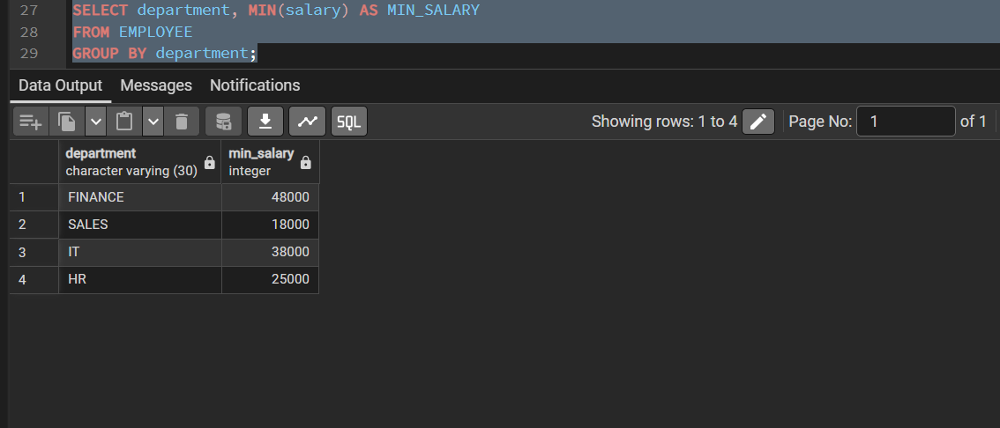 27 SELECT department, MIN(salary) AS MIN_SALARY
28 FROM EMPLOYEE
29 GROUP BY department;
Data Output Messages Notifications
SQL Showing rows: 1 to 4 Page No: 1 of 1
department min_salary
character varying (30) integer
1 FINANCE 48000
2 SALES 18000
3 IT 38000
4 HR 25000